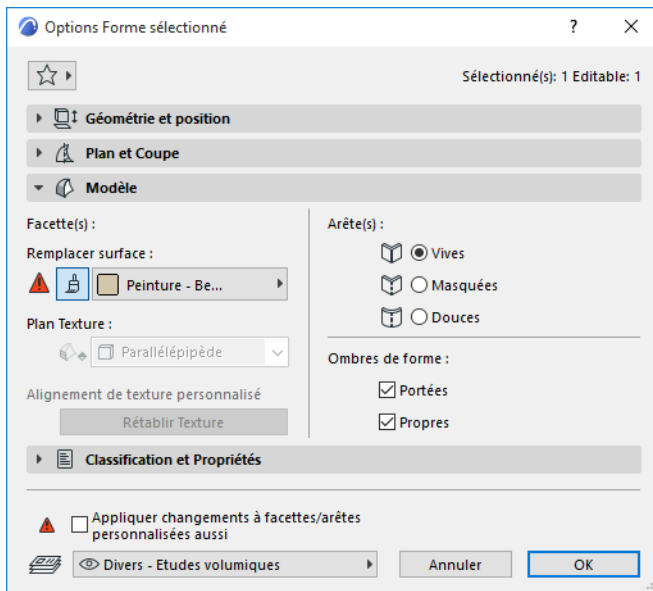 Options Forme sélectionné
?
Sélectionné(s): 1 Editable: 1
Géométrie et position
Plan et Coupe
Modèle
Facette(s) :
Remplacer surface :
Peinture - Be...
Plan Texture :
Parallélépipède
Alignement de texture personnalisé
Rétablir Texture
Arête(s) :
Vives
Masquées
Douces
Ombres de forme :
Portées
Propres
Classification et Propriétés
Appliquer changements à facettes/arêtes
personnalisées aussi
Divers - Etudes volumiques
Annuler
OK